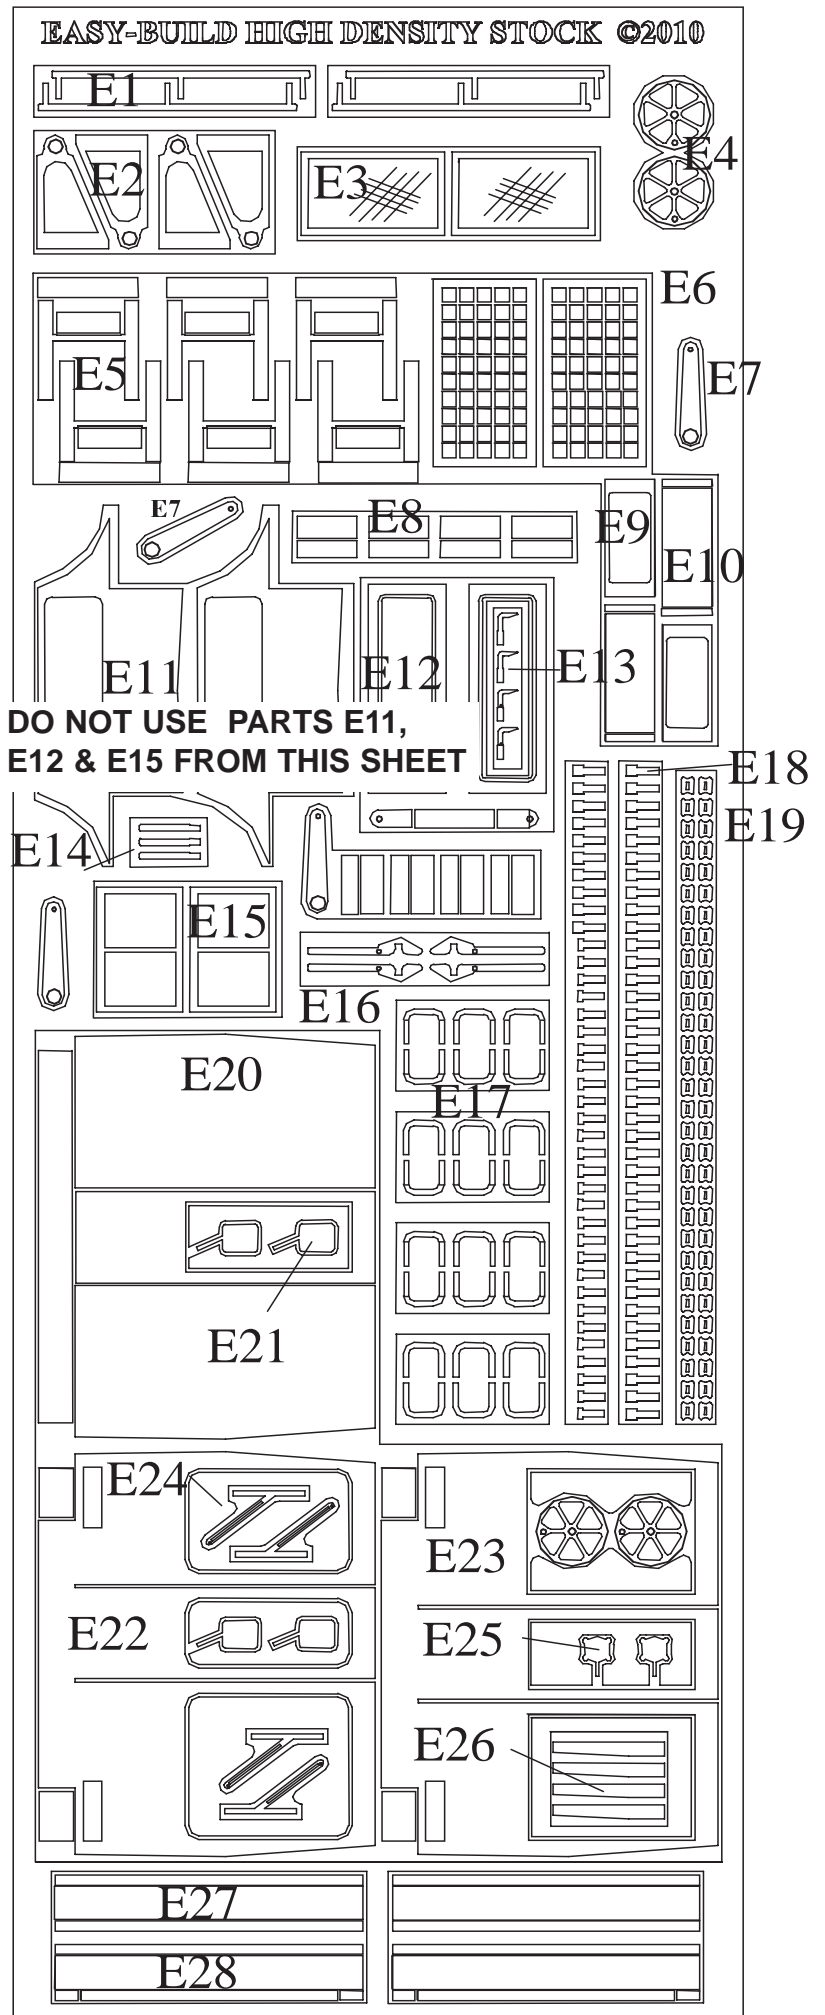 EASY-BUILD HIGH DENSITY STOCK ©2010
E1
E2
E3
E4
E5
E6
E7
E7
E8
E9
E10
E11
E12
E13
DO NOT USE PARTS E11,
E12 & E15 FROM THIS SHEET
E18
E19
E14
E15
E16
E17
E20
E21
E24
E23
E22
E25
E26
E27
E28